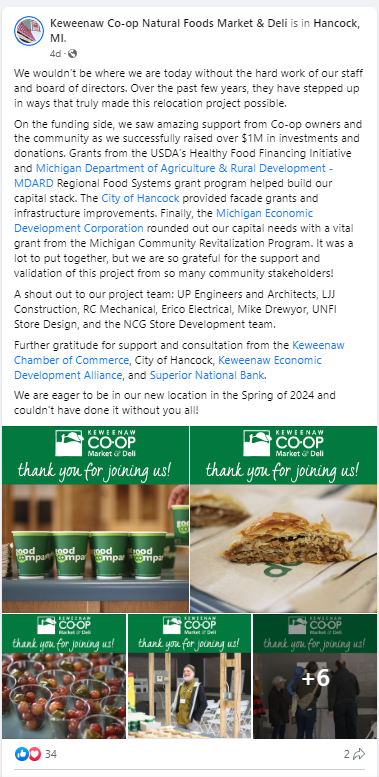 Keweenaw Co-op Natural Foods Market & Deli is in Hancock,
MI.
4d ·
We wouldn't be where we are today without the hard work of our staff
and board of directors. Over the past few years, they have stepped up
in ways that truly made this relocation project possible.
On the funding side, we saw amazing support from Co-op owners and
the community as we successfully raised over $1M in investments and
donations. Grants from the USDA's Healthy Food Financing Initiative
and Michigan Department of Agriculture & Rural Development -
MDARD Regional Food Systems grant program helped build our
capital stack. The City of Hancock provided facade grants and
infrastructure improvements. Finally, the Michigan Economic
Development Corporation rounded out our capital needs with a vital
grant from the Michigan Community Revitalization Program. It was a
lot to put together, but we are so grateful for the support and
validation of this project from so many community stakeholders!
A shout out to our project team: UP Engineers and Architects, LJJ
Construction, RC Mechanical, Erico Electrical, Mike Drewyor, UNFI
Store Design, and the NCG Store Development team.
Further gratitude for support and consultation from the Keweenaw
Chamber of Commerce, City of Hancock, Keweenaw Economic
Development Alliance, and Superior National Bank.
We are eager to be in our new location in the Spring of 2024 and
couldn't have done it without you all!
KEWEENAW
CO-OP
Market & Deli
thank you for joining us!
KEWEENAW
CO-OP
Market & Deli
thank you for joining us!
KEWEENAW
CO-OP
Market & Deli
thank you for joining us!
KEWEENAW
CO-OP
Market & Deli
thank you for joining us!
KEWEENAW
CO-OP
Market & Deli
thank you for joining us!
+6
34
2